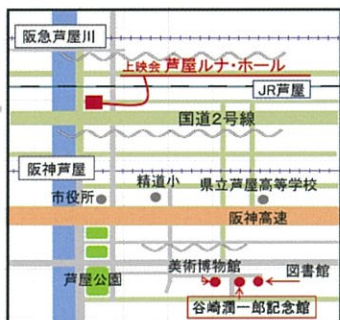 阪急芦屋川
上映会 芦屋ルナ・ホール
JR芦屋
国道2号線
阪神芦屋
精道小
市役所
県立芦屋高等学校
阪神高速
美術博物館
図書館
芦屋公園
谷崎潤一郎記念館